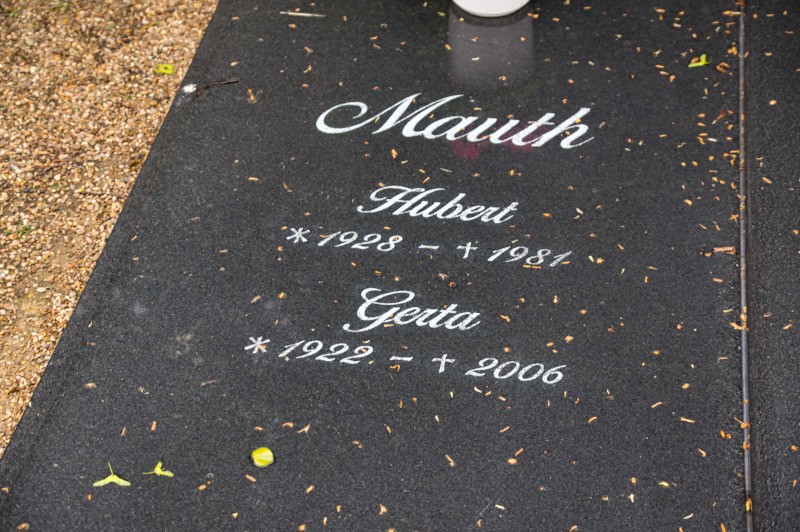 Mauth
Hubert
* 1928 – † 1981
Gerta
* 1922 – † 2006